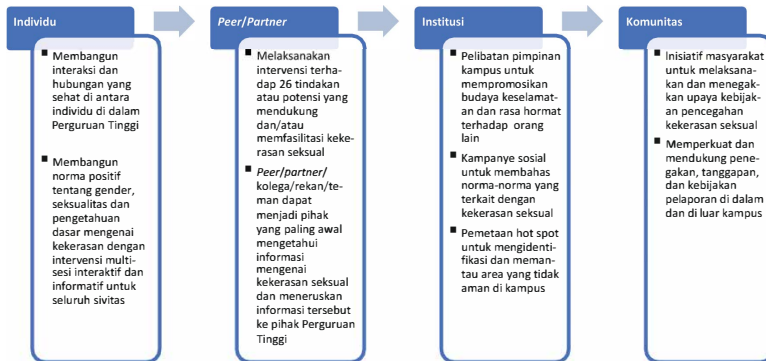 Individu
Membangun
interaksi dan
hubungan yang
sehat di antara
individu di dalam
Perguruan Tinggi
Membangun
norma positif
tentang gender,
seksualitas dan
pengetahuan
dasar mengenai
kekerasan dengan
intervensi multi-
sesi interaktif dan
informatif untuk
seluruh sivitas
Peer/Partner
Melaksanakan
intervensi terha-
dap 26 tindakan
atau potensi yang
mendukung
dan/atau
memfasilitasi keke-
rasan seksual
Peer/partner/
kolega/rekan/te-
man dapat
menjadi pihak
yang paling awal
mengetahui
informasi
mengenai
kekerasan seksual
dan meneruskan
informasi tersebut
ke pihak Perguruan
Tinggi
Institusi
Pelibatan pimpinan
kampus untuk
mempromosikan
budaya keselamat-
an dan rasa hormat
terhadap orang
lain
Kampanye sosial
untuk membahas
norma-norma yang
terkait dengan
kekerasan seksual
Pemetaan hot spot
untuk mengidenti-
fikasi dan meman-
tau area yang tidak
aman di kampus
Komunitas
Inisiatif masyarakat
untuk melaksana-
kan dan menegak-
kan upaya kebijak-
an pencegahan
kekerasan seksual
Memperkuat dan
mendukung pene-
gakan, tanggapan,
dan kebijakan
pelaporan di dalam
dan di luar kampus